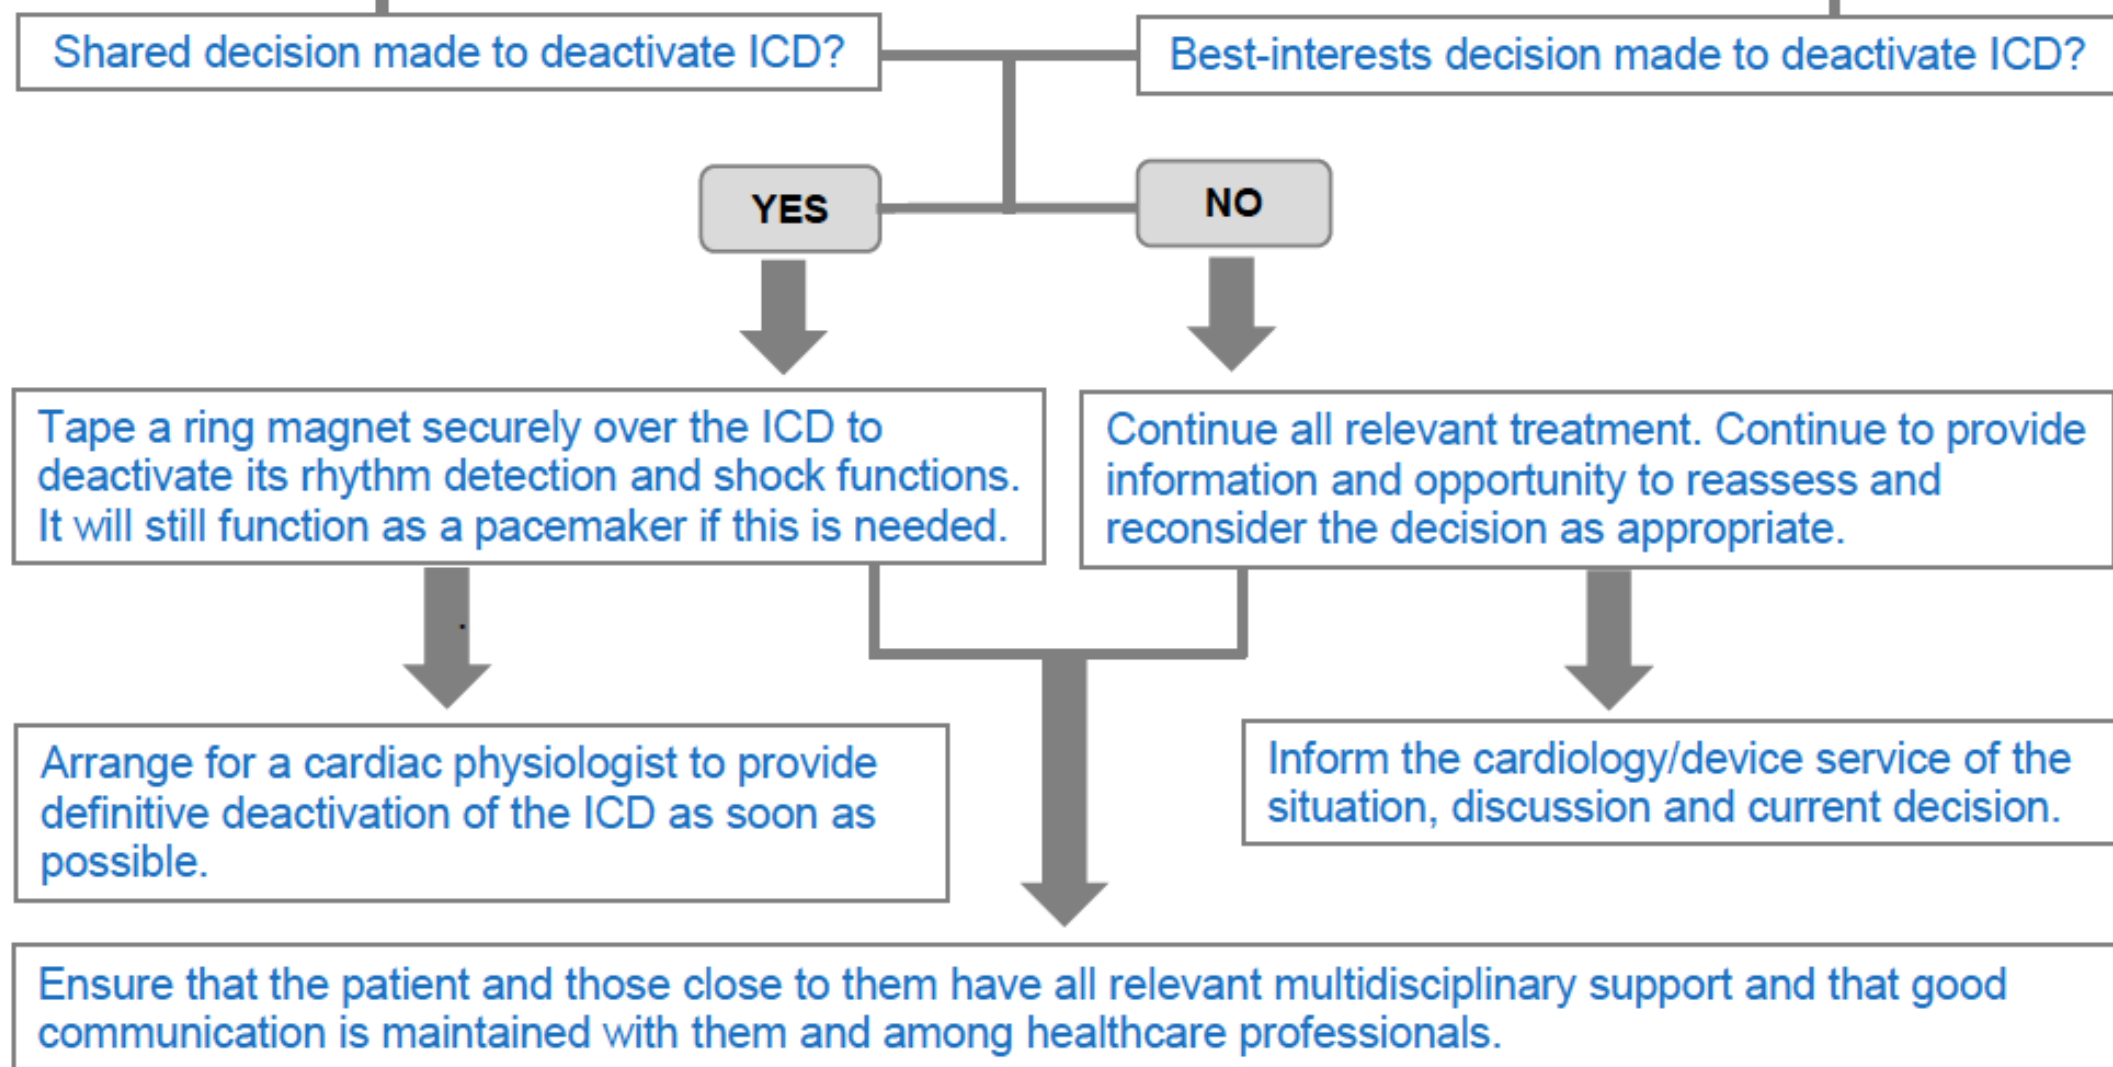 Shared decision made to deactivate ICD?
Best-interests decision made to deactivate ICD?
YES
NO
Tape a ring magnet securely over the ICD to
deactivate its rhythm detection and shock functions.
It will still function as a pacemaker if this is needed.
Continue all relevant treatment. Continue to provide
information and opportunity to reassess and
reconsider the decision as appropriate.
.
Arrange for a cardiac physiologist to provide
definitive deactivation of the ICD as soon as
possible.
Inform the cardiology/device service of the
situation, discussion and current decision.
Ensure that the patient and those close to them have all relevant multidisciplinary support and that good
communication is maintained with them and among healthcare professionals.